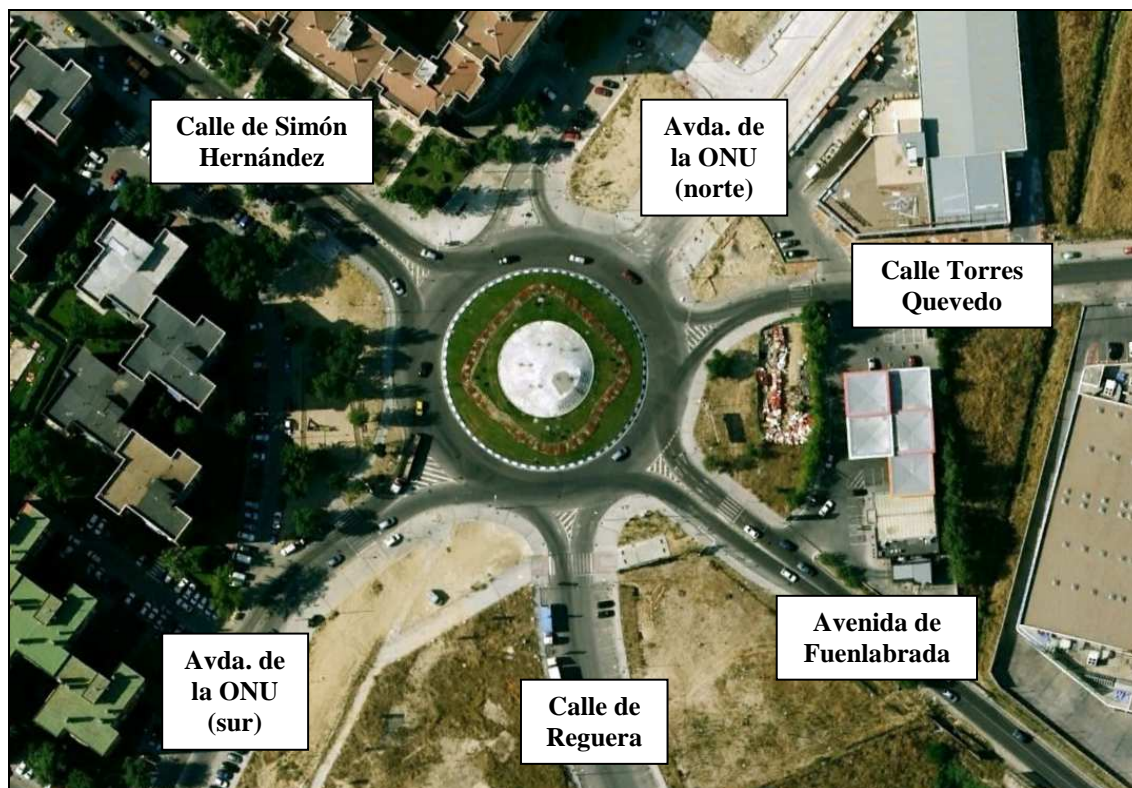 Calle de Simón
Hernández
Avda. de
la ONU
(norte)
Calle Torres
Quevedo
Avenida de
Fuenlabrada
Calle de
Reguera
Avda. de
la ONU
(sur)